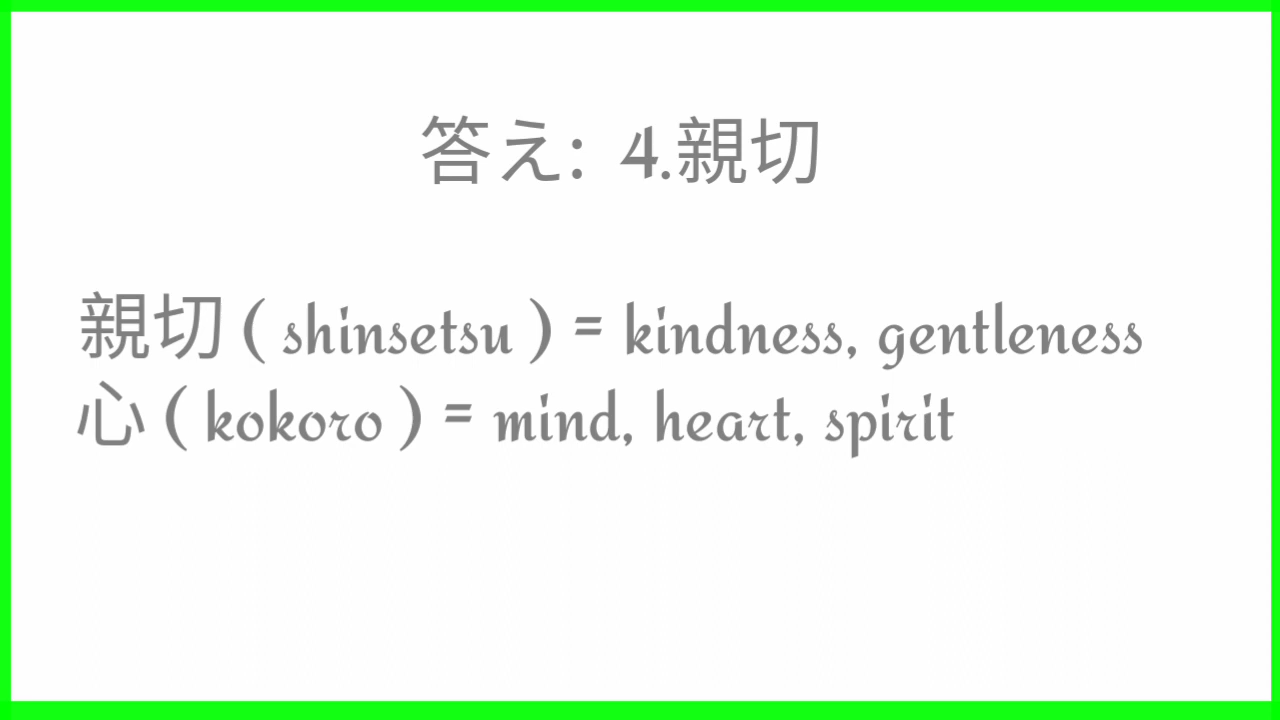 答え: 4.親切
親切 ( shinsetsu ) = kindness, gentleness
心 ( kokoro ) = mind, heart, spirit